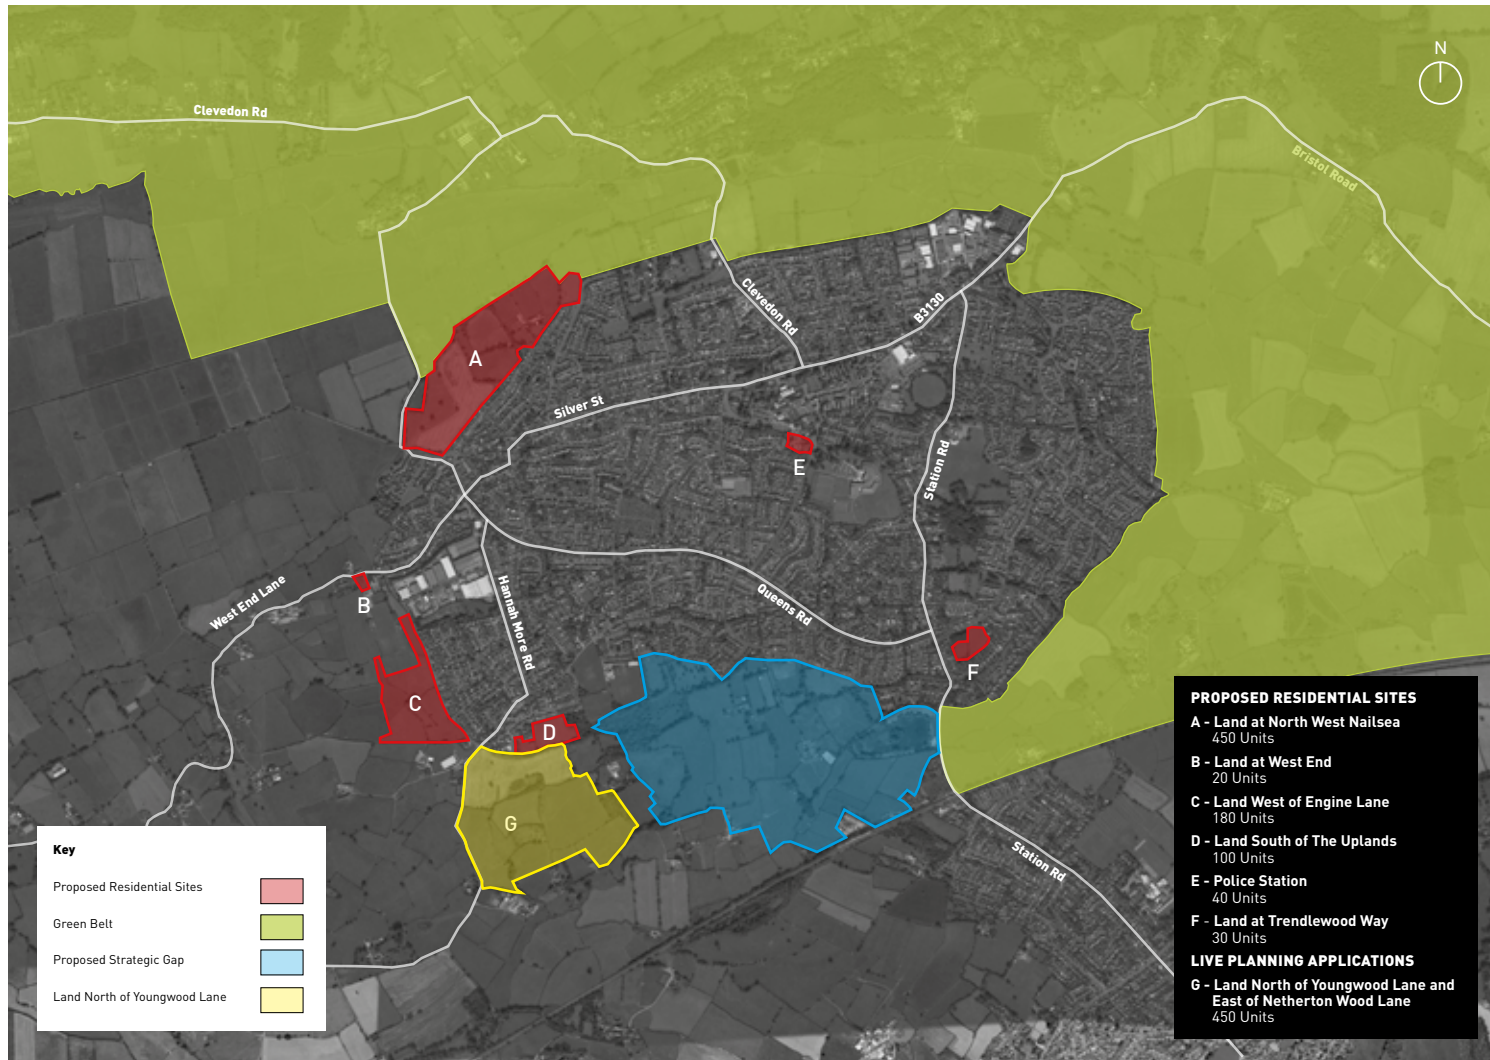 N
Clevedon Rd
Bristol Road
Clevedon Rd
B3130
A
Silver St
E
Station Rd
West End Lane
B
Hannah More Rd
Queens Rd
F
C
D
G
Station Rd
Key
Proposed Residential Sites
Green Belt
Proposed Strategic Gap
Land North of Youngwood Lane
PROPOSED RESIDENTIAL SITES
A - Land at North West Nailsea
450 Units
B - Land at West End
20 Units
C - Land West of Engine Lane
180 Units
D - Land South of The Uplands
100 Units
E - Police Station
40 Units
F - Land at Trendlewood Way
30 Units
LIVE PLANNING APPLICATIONS
G - Land North of Youngwood Lane and
East of Netherton Wood Lane
450 Units